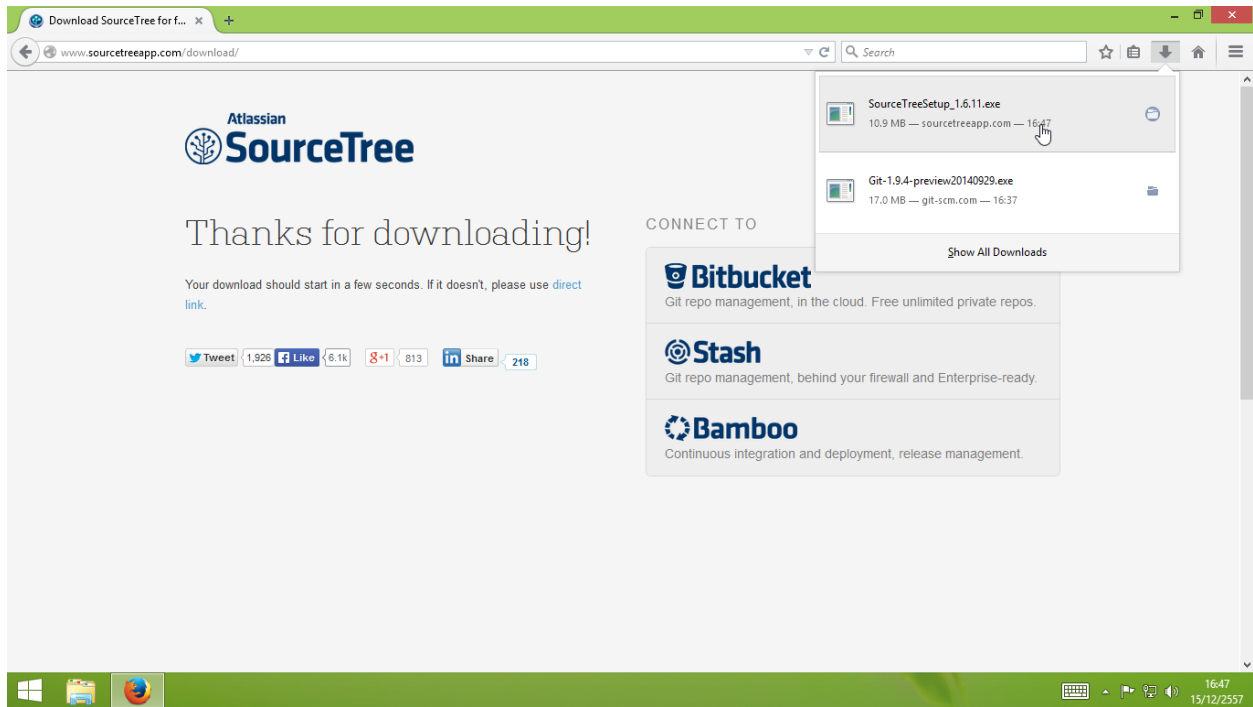 Download SourceTree for f...
www.sourcetreeapp.com/download/
Search
SourceTreeSetup_1.6.11.exe
10.9 MB — sourcetreeapp.com — 16:47
Git-1.9.4-preview20140929.exe
17.0 MB — git-scm.com — 16:37
Show All Downloads
Atlassian
SourceTree
Thanks for downloading!
Your download should start in a few seconds. If it doesn't, please use direct
link.
Tweet 1,926 Like 6.1k g+1 813 in Share 218
CONNECT TO
Bitbucket
Git repo management, in the cloud. Free unlimited private repos.
Stash
Git repo management, behind your firewall and Enterprise-ready.
Bamboo
Continuous integration and deployment, release management.
16:47
15/12/2557